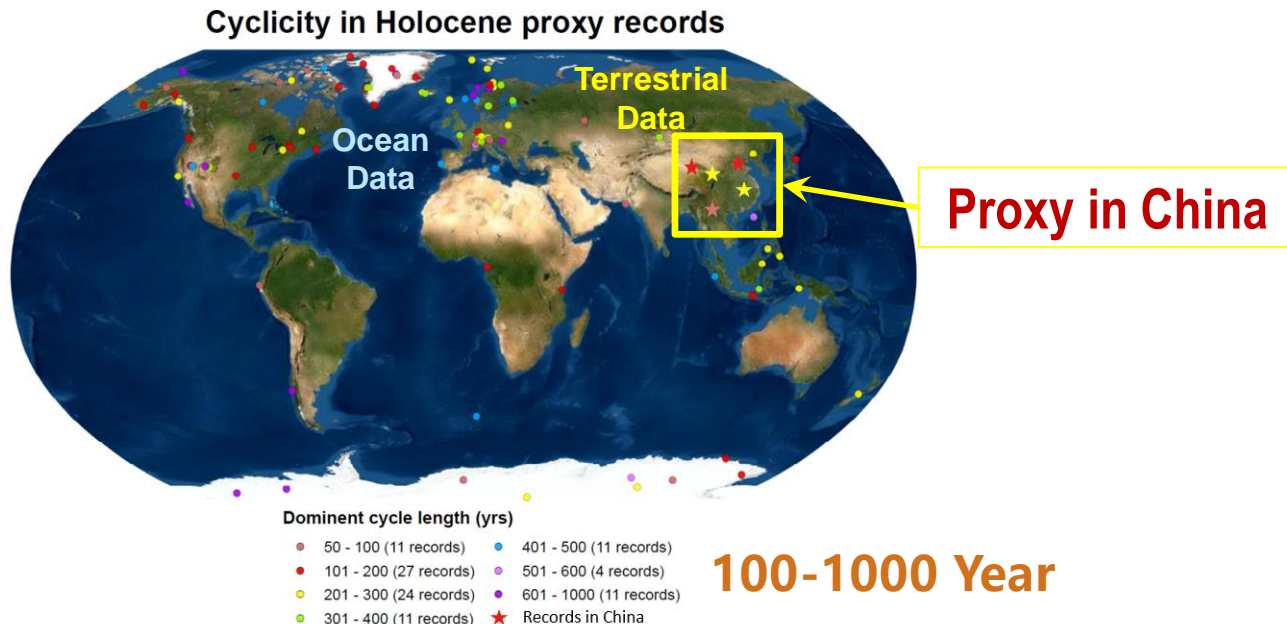 Cyclicity in Holocene proxy records
Terrestrial
Data
Ocean
Data
Proxy in China
Dominent cycle length (yrs)
50 - 100 (11 records)
101 - 200 (27 records)
201 - 300 (24 records)
301 - 400 (11 records)
401 - 500 (11 records)
501 - 600 (4 records)
601 - 1000 (11 records)
Records in China
100-1000 Year